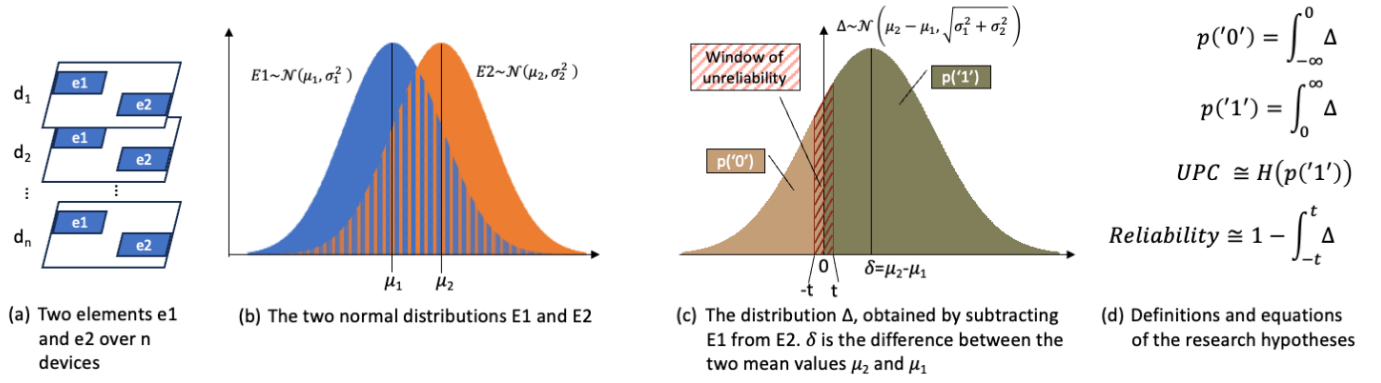 d₁
e1
e2
d₂
e1
e2
⋮
⋮
dₙ
e1
e2
(a) Two elements e1
and e2 over n
devices
E1~𝒩(μ₁, σ₁²)
E2~𝒩(μ₂, σ₂²)
μ₁
μ₂
(b) The two normal distributions E1 and E2
Δ~𝒩(μ₂ − μ₁, √(σ₁² + σ₂²))
Window of
unreliability
p('1')
p('0')
0
δ=μ₂-μ₁
-t
t
(c) The distribution Δ, obtained by subtracting
E1 from E2. δ is the difference between the
two mean values μ₂ and μ₁
p('0') = ∫_{−∞}^{0} Δ
p('1') = ∫_{0}^{∞} Δ
UPC ≅ H(p('1'))
Reliability ≅ 1 − ∫_{−t}^{t} Δ
(d) Definitions and equations
of the research hypotheses